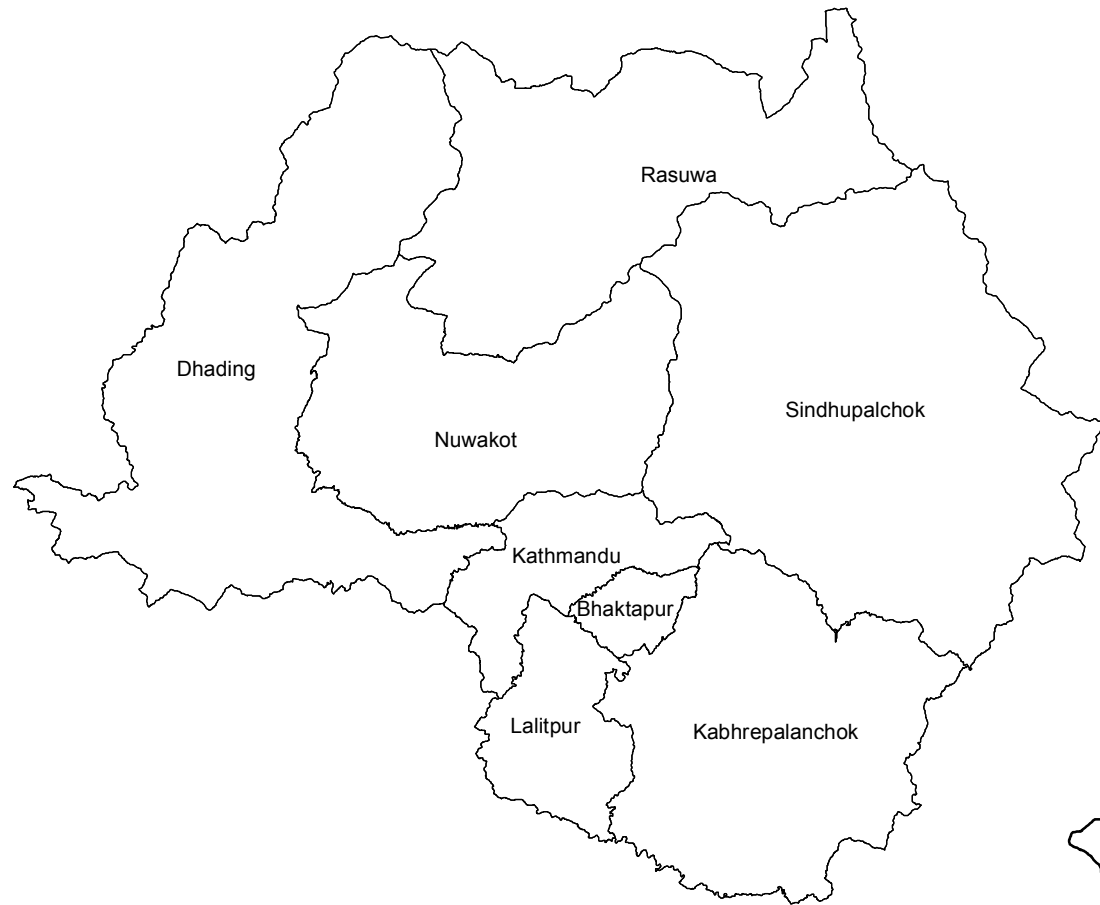 Rasuwa
Dhading
Sindhupalchok
Nuwakot
Kathmandu
Bhaktapur
Lalitpur
Kabhrepalanchok